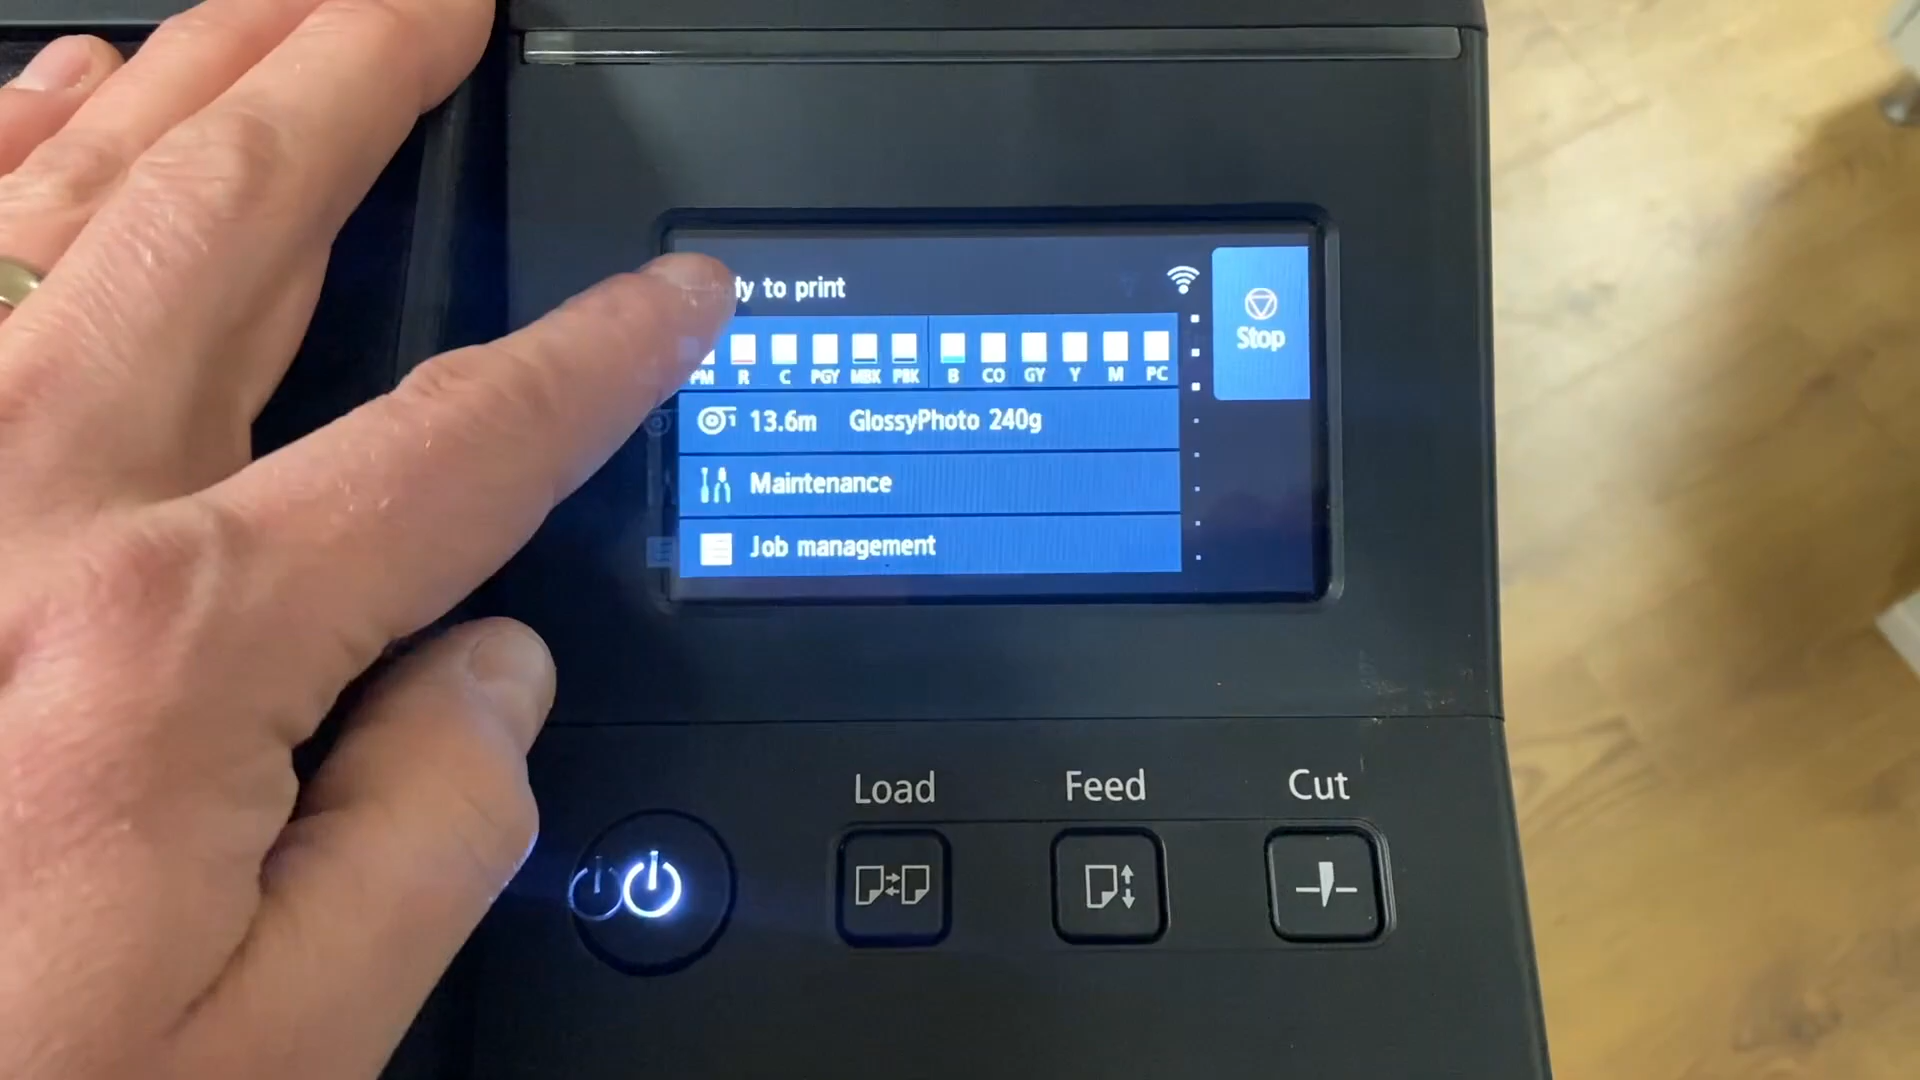 to print
Stop
PM R C PGY MBK PBK B CO GY Y M PC
1 13.6m GlossyPhoto 240g
Maintenance
Job management
Load Feed Cut